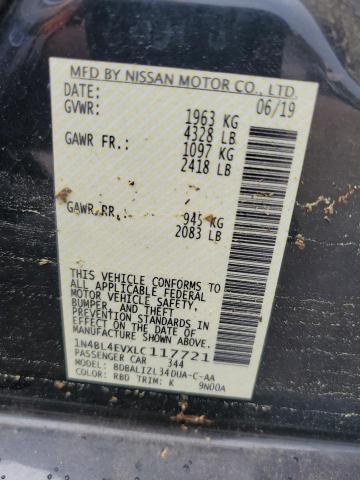 MFD BY NISSAN MOTOR CO., LTD.
DATE: 06/19
GVWR: 1963 KG
4328 LB
GAWR FR: 1097 KG
2418 LB
GAWR RR: 945 KG
2083 LB
THIS VEHICLE CONFORMS TO
ALL APPLICABLE FEDERAL
MOTOR VEHICLE SAFETY,
BUMPER, AND THEFT
PREVENTION STANDARDS
IN EFFECT ON THE DATE OF
MANUFACTURE SHOWN ABOVE.
1N4BL4EVXLC117721
PASSENGER CAR 344
MODEL: BDBALIZL34DUA-C-AA
COLOR: RBD TRIM: K 9N00A